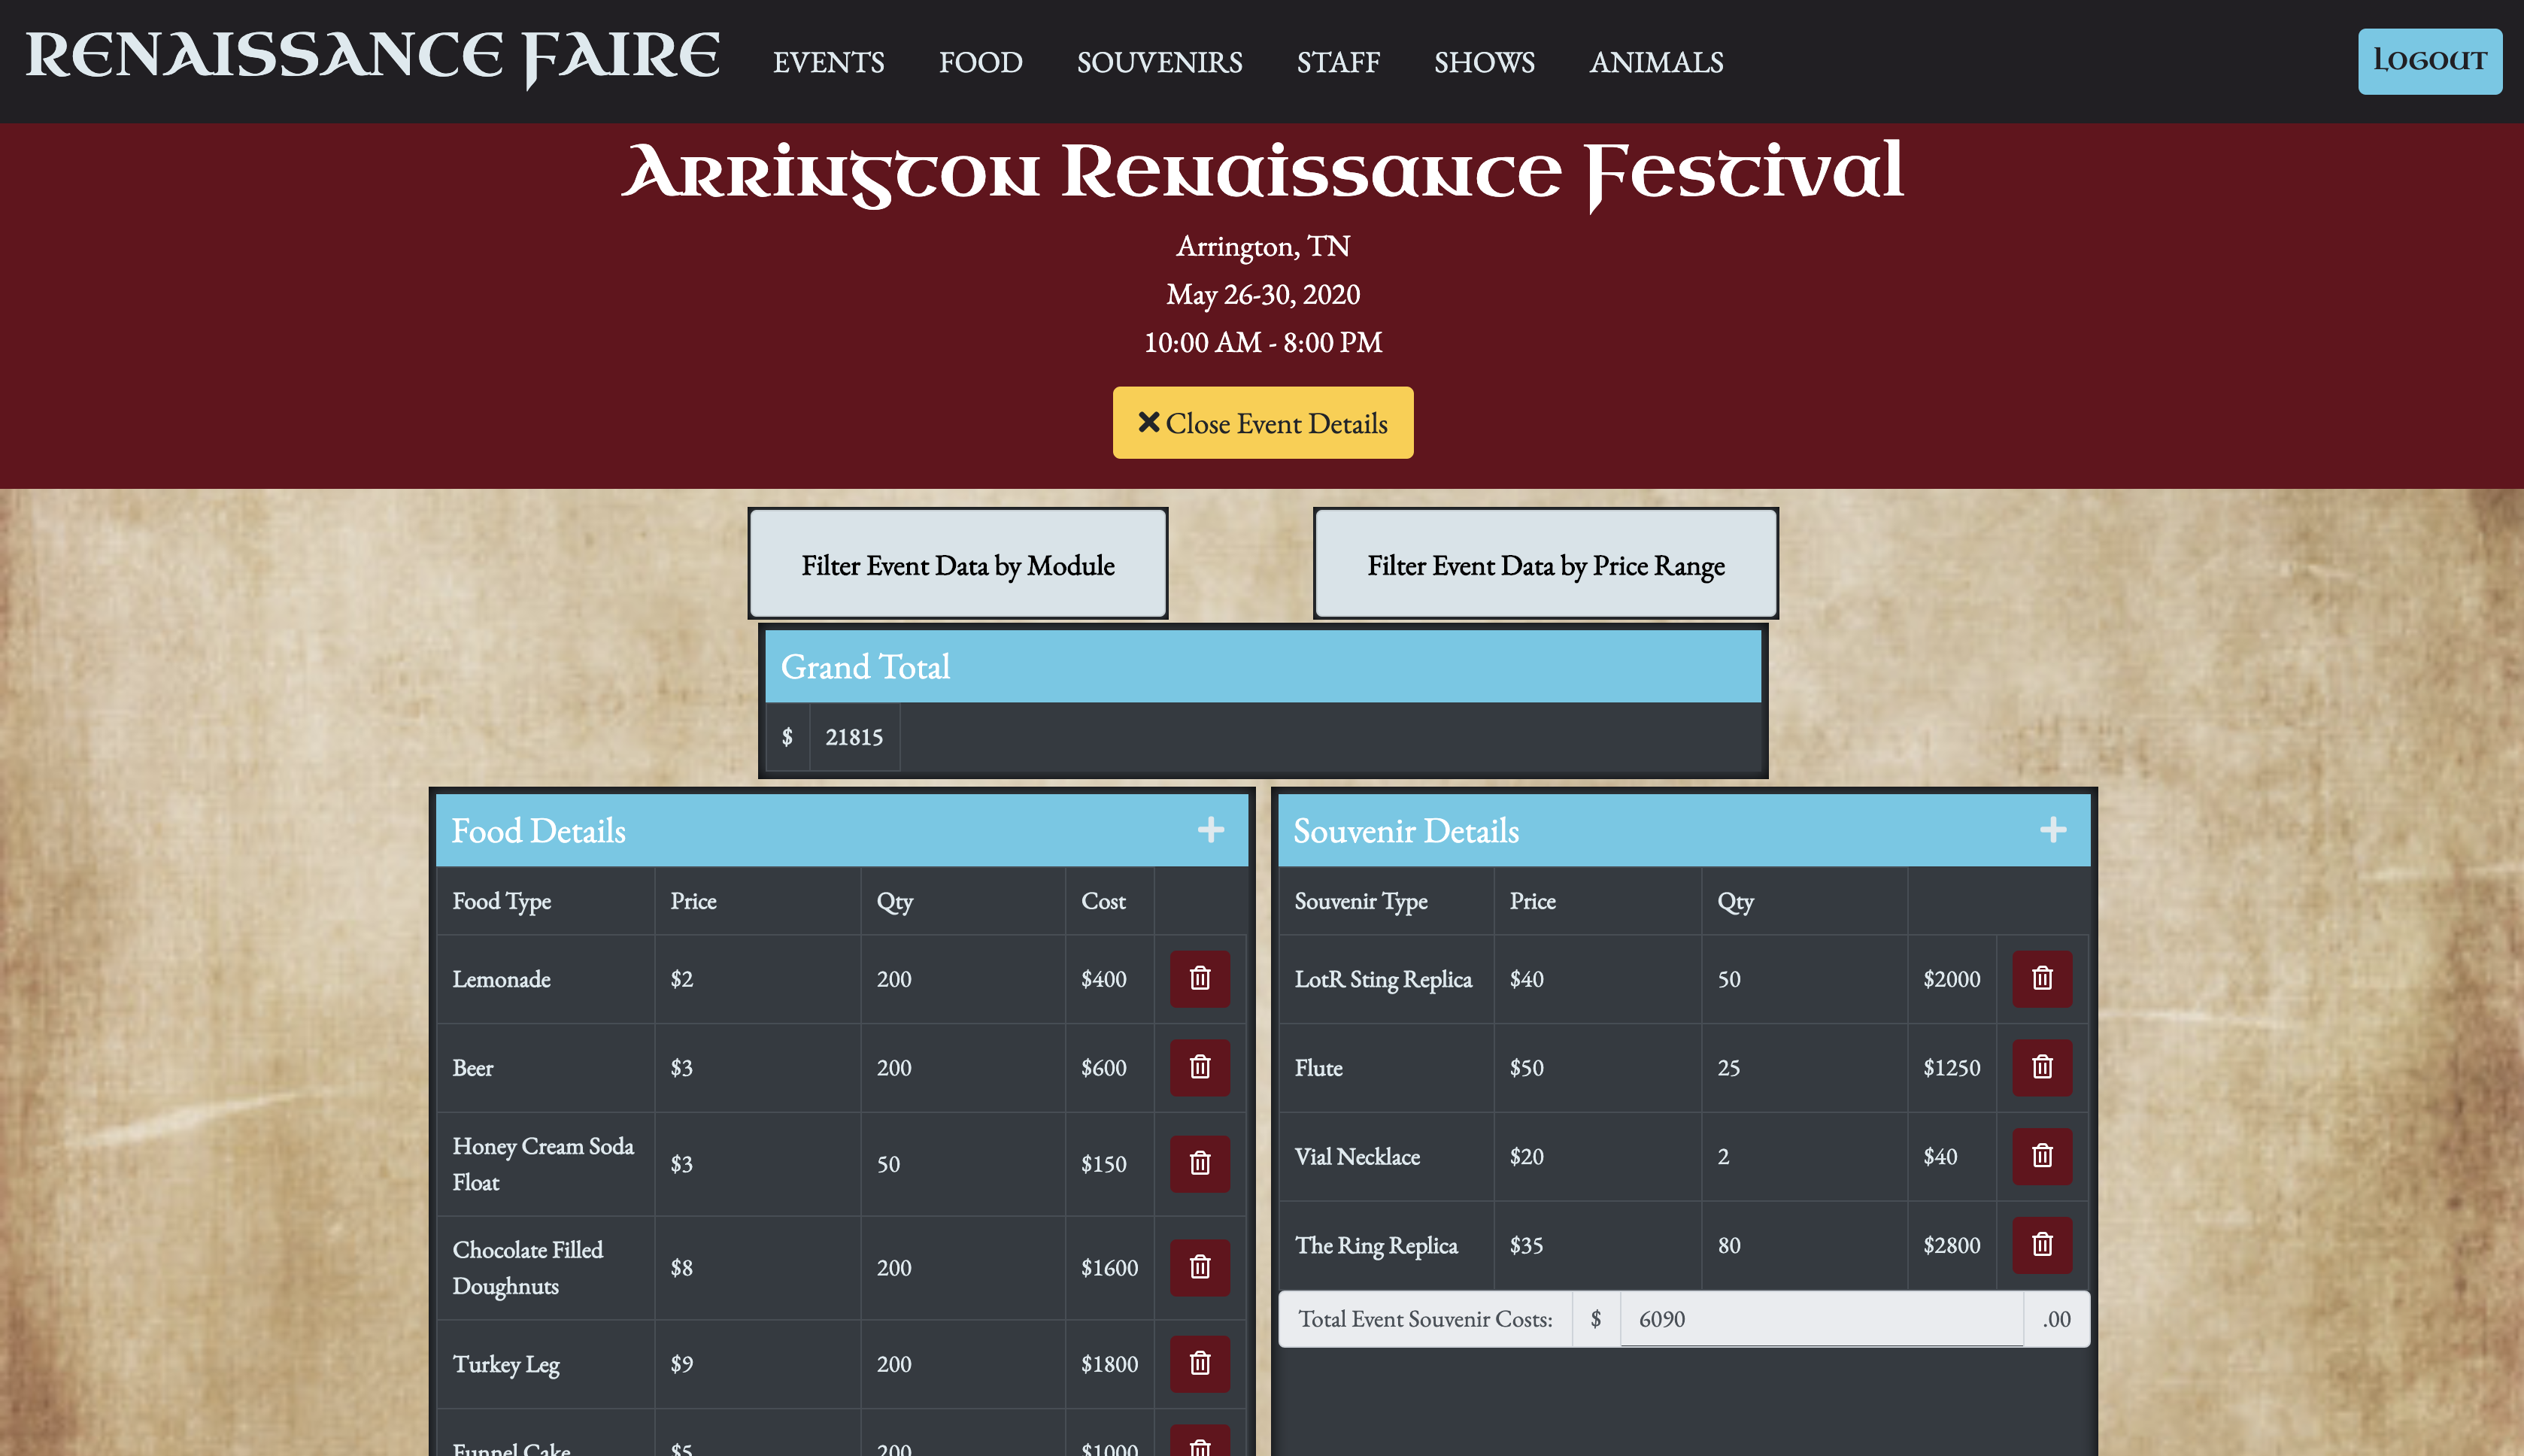 RENAISSANCE FAIRE EVENTS FOOD SOUVENIRS STAFF SHOWS ANIMALS Logout
Arrington Renaissance Festival
Arrington, TN
May 26-30, 2020
10:00 AM - 8:00 PM
Close Event Details
Filter Event Data by Module
Filter Event Data by Price Range
Grand Total
$ 21815
Food Details
Food Type Price Qty Cost
Lemonade $2 200 $400
Beer $3 200 $600
Honey Cream Soda
Float $3 50 $150
Chocolate Filled
Doughnuts $8 200 $1600
Turkey Leg $9 200 $1800
Funnel Cake $5 200 $1000
Souvenir Details
Souvenir Type Price Qty
LotR Sting Replica $40 50 $2000
Flute $50 25 $1250
Vial Necklace $20 2 $40
The Ring Replica $35 80 $2800
Total Event Souvenir Costs: $ 6090 .00